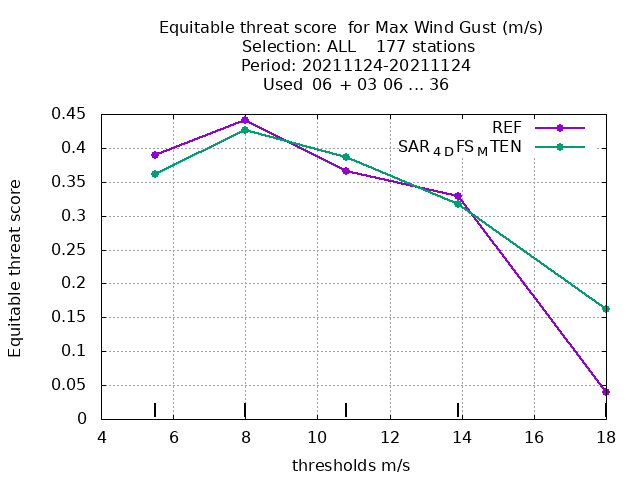 Equitable threat score  for Max Wind Gust (m/s)
Selection: ALL    177 stations
Period: 20211124-20211124
Used  06 + 03 06 ... 36
REF
SAR4DFSMTEN
0.45
0.4
0.35
0.3
0.25
0.2
0.15
0.1
0.05
0
Equitable threat score
4 6 8 10 12 14 16 18
thresholds m/s